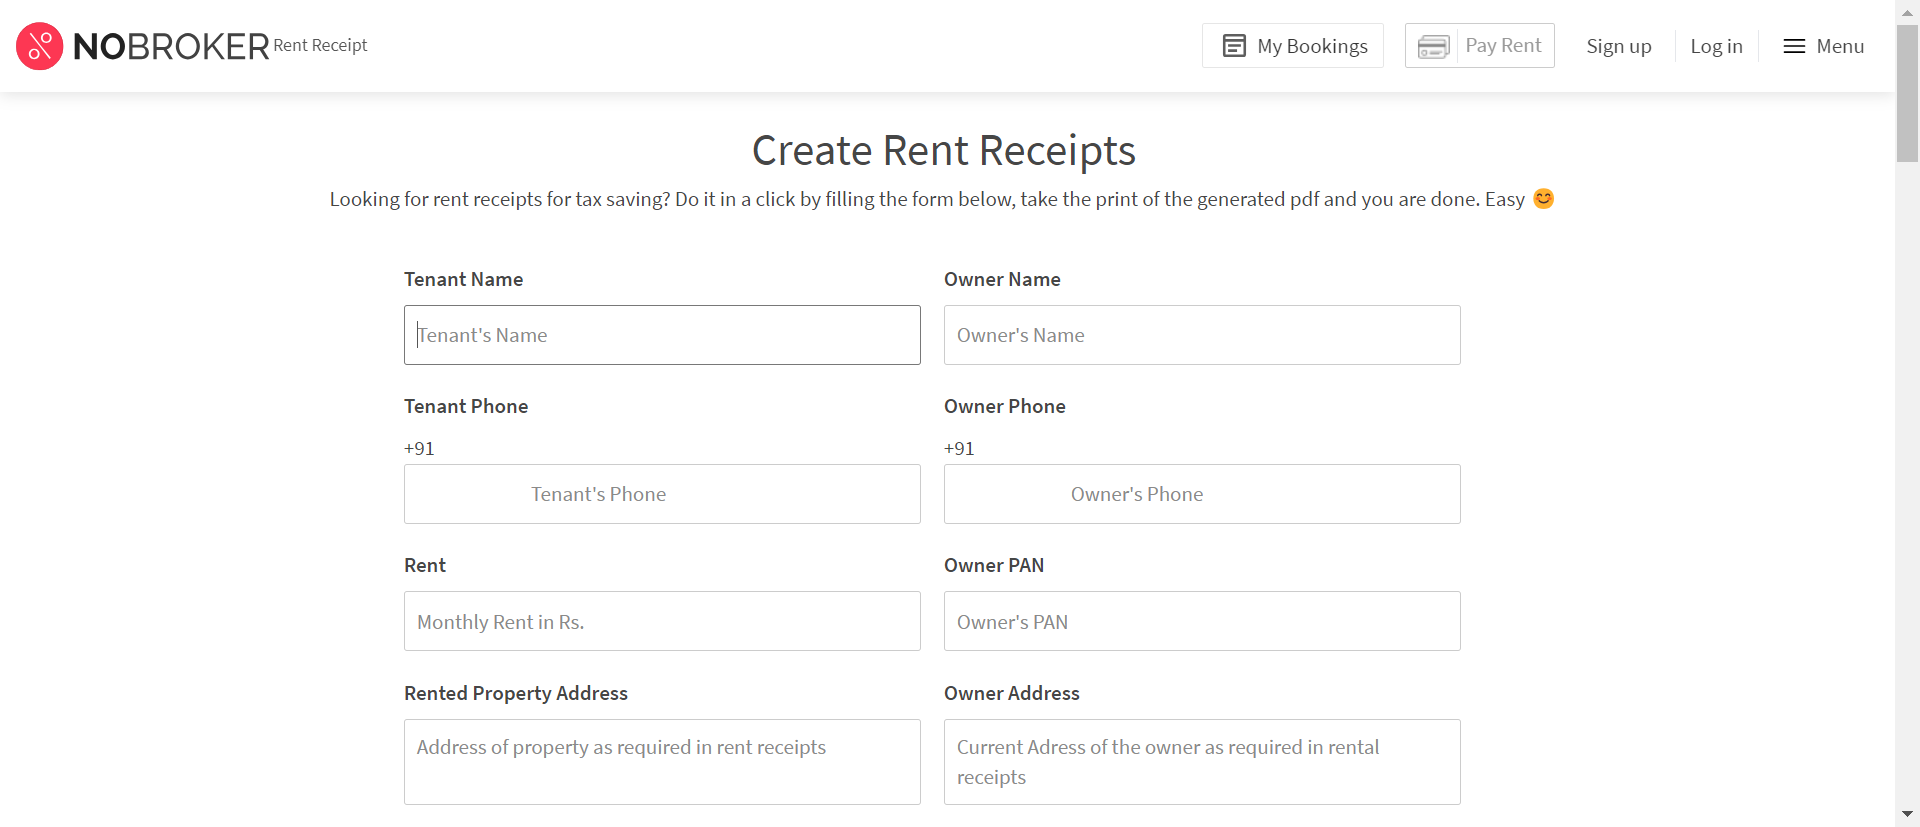 NOBROKER Rent Receipt
My Bookings
Pay Rent
Sign up
Log in
Menu
Create Rent Receipts
Looking for rent receipts for tax saving? Do it in a click by filling the form below, take the print of the generated pdf and you are done. Easy 😊
Tenant Name
Owner Name
Tenant's Name
Owner's Name
Tenant Phone
Owner Phone
+91
+91
Tenant's Phone
Owner's Phone
Rent
Owner PAN
Monthly Rent in Rs.
Owner's PAN
Rented Property Address
Owner Address
Address of property as required in rent receipts
Current Adress of the owner as required in rental
receipts